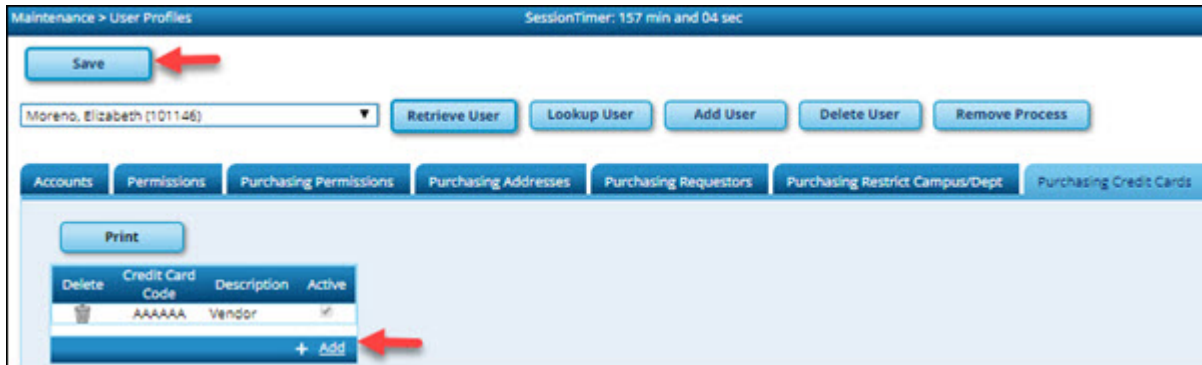 Maintenance > User Profiles SessionTimer: 157 min and 04 sec
Save
Moreno, Elizabeth (101146) Retrieve User Lookup User Add User Delete User Remove Process
Accounts Permissions Purchasing Permissions Purchasing Addresses Purchasing Requestors Purchasing Restrict Campus/Dept Purchasing Credit Cards
Print
Delete Credit Card Code Description Active
AAAAAA Vendor
+ Add